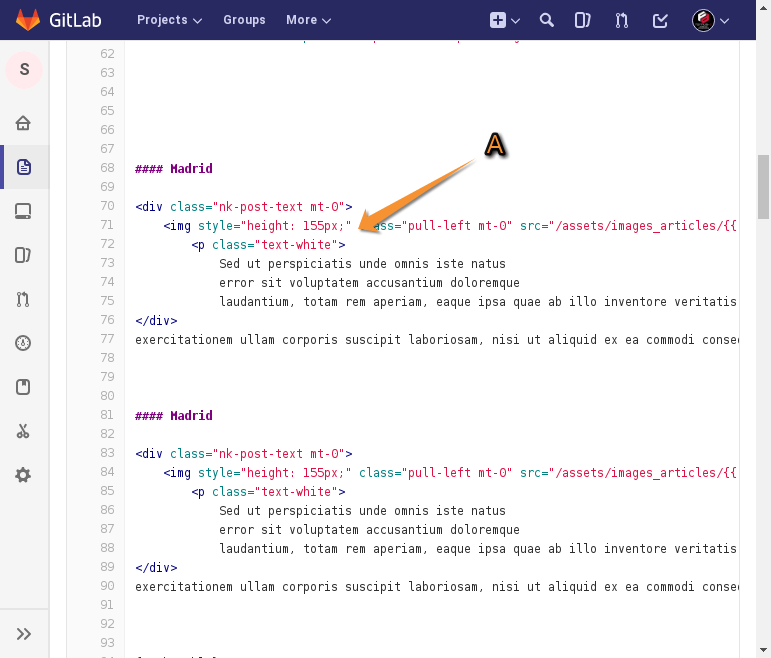 GitLab Projects Groups More
S
62
63
64
65
66
67
A
68 #### Madrid
69
70 <div class="nk-post-text mt-0">
71 <img style="height: 155px;" class="pull-left mt-0" src="/assets/images_articles/{{
72 <p class="text-white">
73 Sed ut perspiciatis unde omnis iste natus
74 error sit voluptatem accusantium doloremque
75 laudantium, totam rem aperiam, eaque ipsa quae ab illo inventore veritatis
76 </div>
77 exercitationem ullam corporis suscipit laboriosam, nisi ut aliquid ex ea commodi conse
78
79
80
81 #### Madrid
82
83 <div class="nk-post-text mt-0">
84 <img style="height: 155px;" class="pull-left mt-0" src="/assets/images_articles/{{
85 <p class="text-white">
86 Sed ut perspiciatis unde omnis iste natus
87 error sit voluptatem accusantium doloremque
88 laudantium, totam rem aperiam, eaque ipsa quae ab illo inventore veritatis
89 </div>
90 exercitationem ullam corporis suscipit laboriosam, nisi ut aliquid ex ea commodi conse
91
92
93